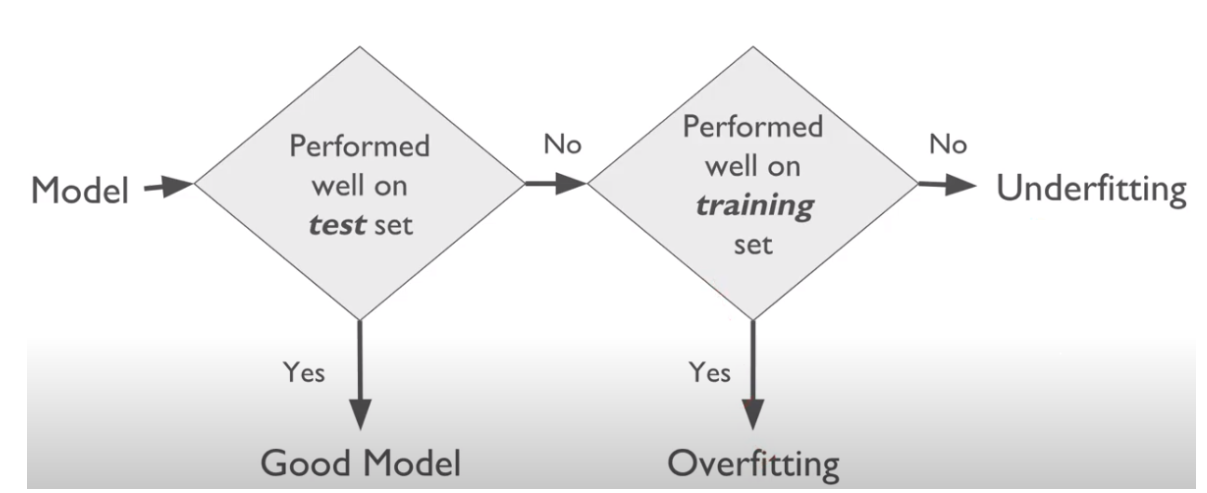 Model
Performed
well on
test set
No
Performed
well on
training
set
No
Underfitting
Yes
Good Model
Yes
Overfitting